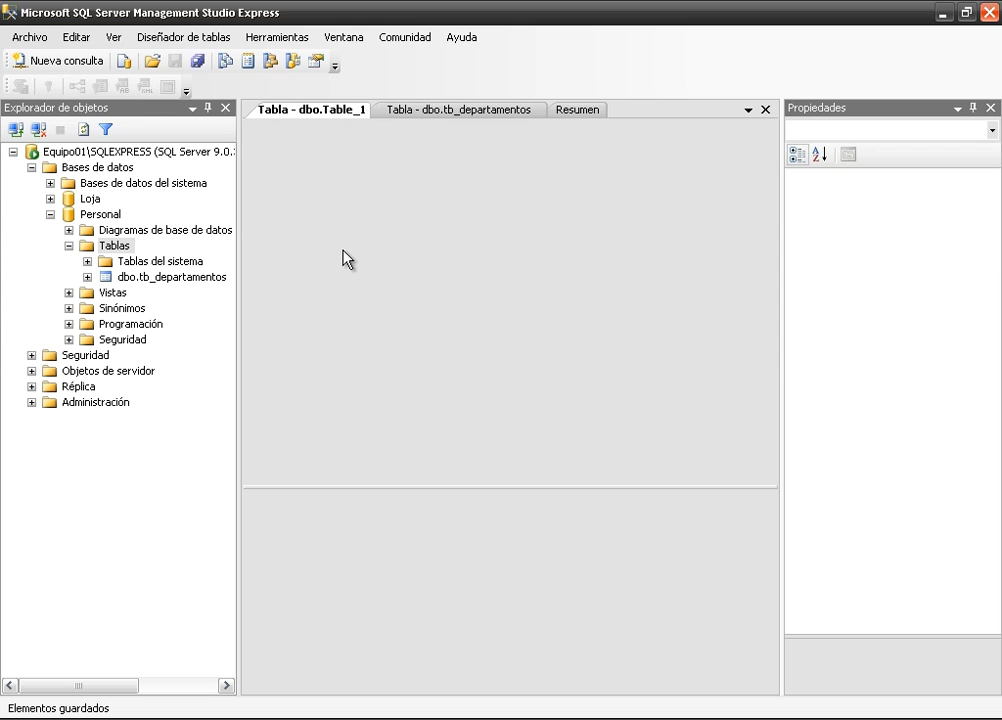 Microsoft SQL Server Management Studio Express
Archivo Editar Ver Diseñador de tablas Herramientas Ventana Comunidad Ayuda
Nueva consulta
Explorador de objetos
Tabla - dbo.Table_1 Tabla - dbo.tb_departamentos Resumen
Propiedades
Equipo01\SQLEXPRESS (SQL Server 9.0.
Bases de datos
Bases de datos del sistema
Loja
Personal
Diagramas de base de datos
Tablas
Tablas del sistema
dbo.tb_departamentos
Vistas
Sinónimos
Programación
Seguridad
Seguridad
Objetos de servidor
Réplica
Administración
Elementos guardados